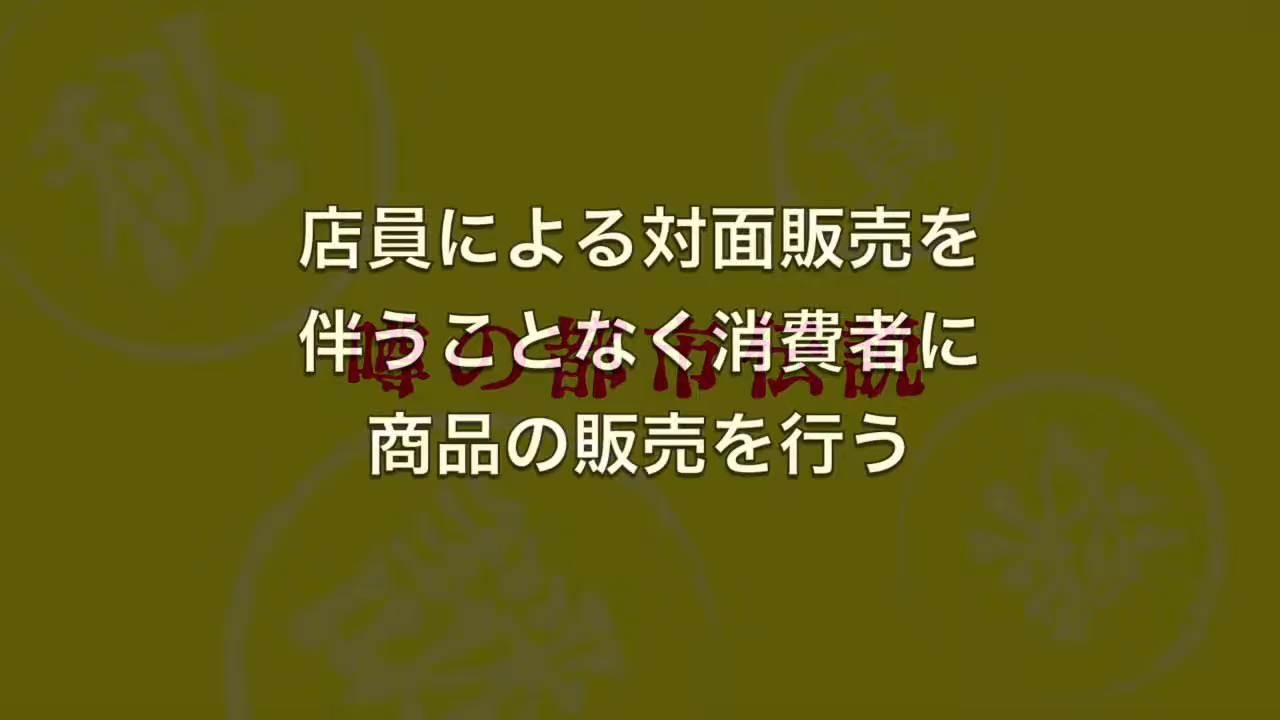 店員による対面販売を
伴うことなく消費者に
商品の販売を行う
噂の都市伝説